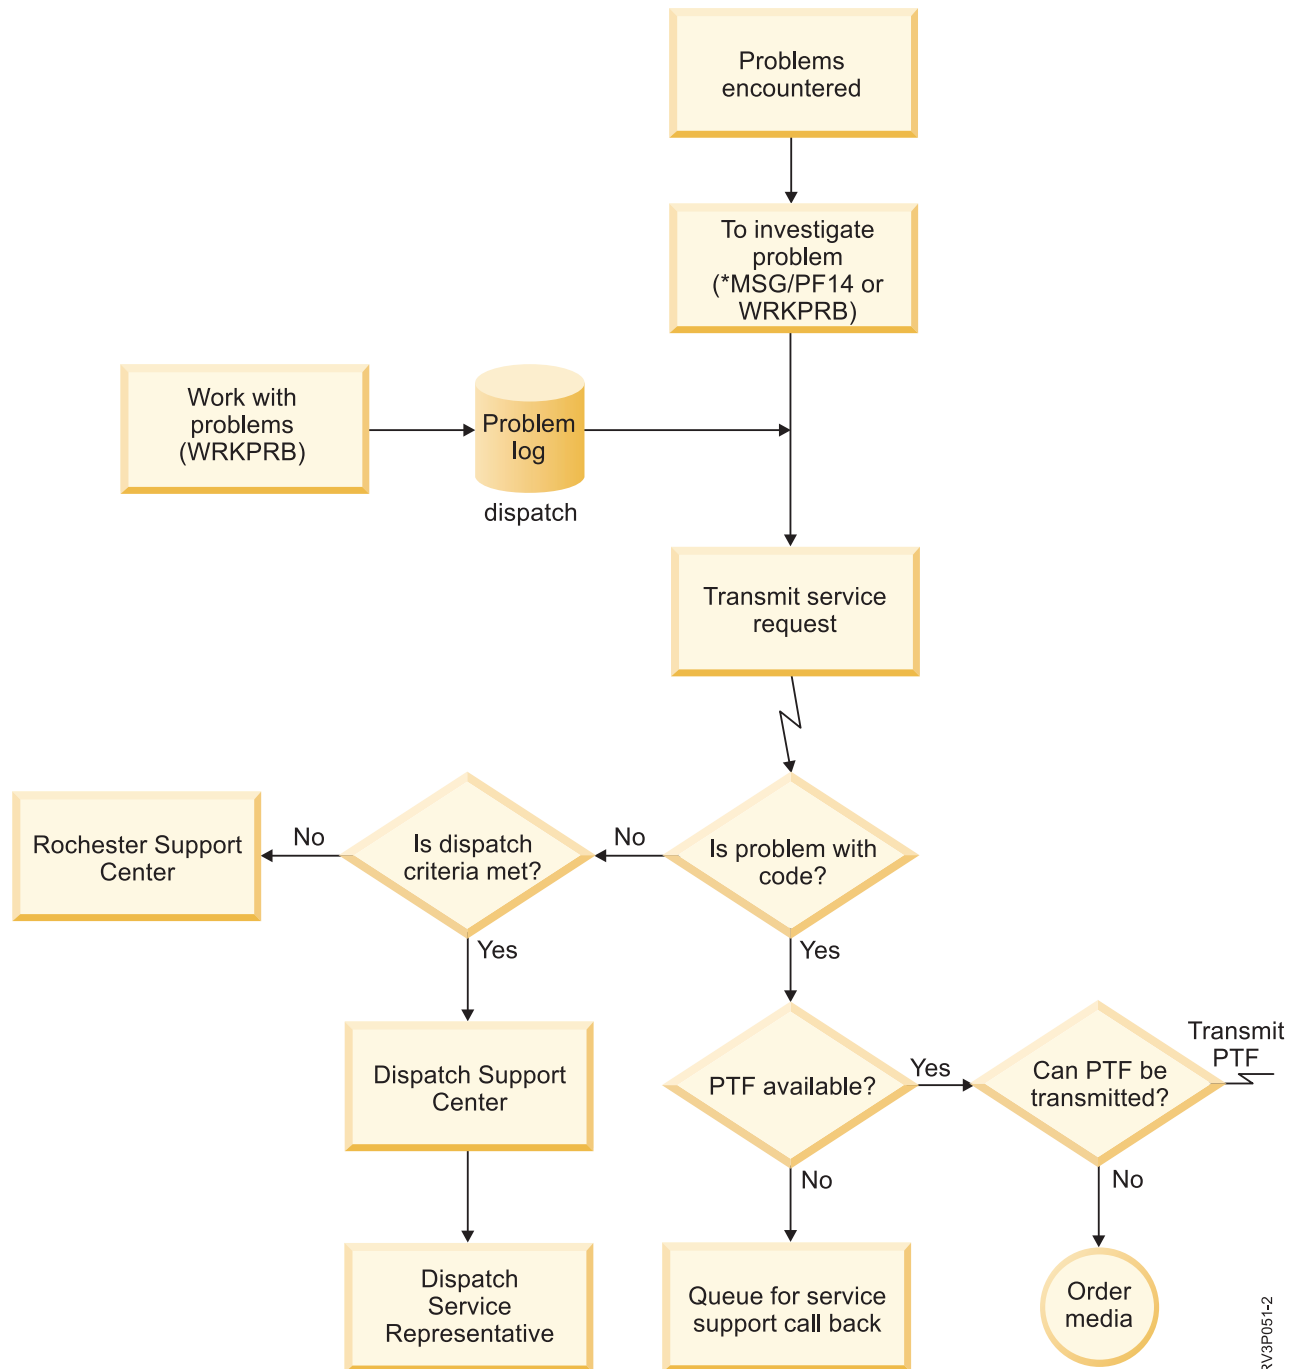 Problems
encountered
To investigate
problem
(*MSG/PF14 or
WRKPRB)
Work with
problems
(WRKPRB)
Problem
log
dispatch
Transmit service
request
Rochester Support
Center
No
Is dispatch
criteria met?
No
Is problem with
code?
Yes
Yes
Dispatch Support
Center
PTF available?
Yes
Can PTF be
transmitted?
Transmit
PTF
No
No
Dispatch
Service
Representative
Queue for service
support call back
Order
media
RV3P051-2